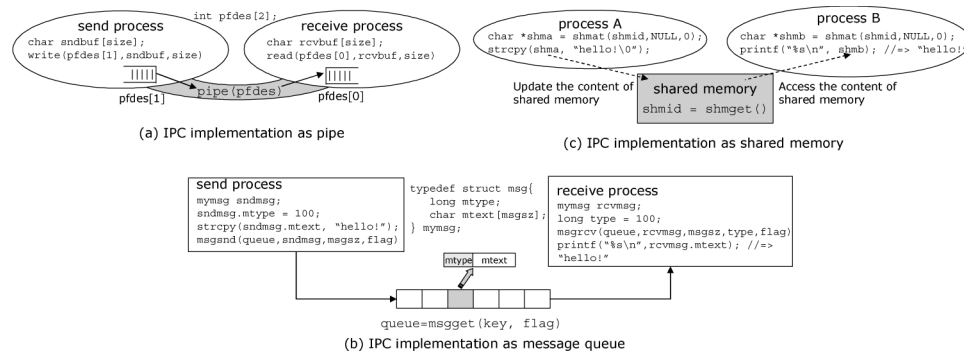 send process
int pfdes[2];
receive process
char sndbuf[size];
write(pfdes[1],sndbuf,size)
char rcvbuf[size];
read(pfdes[0],rcvbuf,size)
pipe(pfdes)
pfdes[1]
pfdes[0]
(a) IPC implementation as pipe
process A
char *shma = shmat(shmid,NULL,0);
strcpy(shma, "hello!\0");
process B
char *shmb = shmat(shmid,NULL,0);
printf("%s\n", shmb); //=> "hello!"
Update the content of
shared memory
shared memory
shmid = shmget()
Access the content of
shared memory
(c) IPC implementation as shared memory
send process
mymsg sndmsg;
sndmsg.mtype = 100;
strcpy(sndmsg.mtext, "hello!");
msgsnd(queue,sndmsg,msgsz,flag)
typedef struct msg{
long mtype;
char mtext[msgsz];
} mymsg;
receive process
mymsg rcvmsg;
long type = 100;
msgrcv(queue,rcvmsg,msgsz,type,flag)
printf("%s\n",rcvmsg.mtext); //=>
"hello!"
mtype mtext
queue=msgget(key, flag)
(b) IPC implementation as message queue